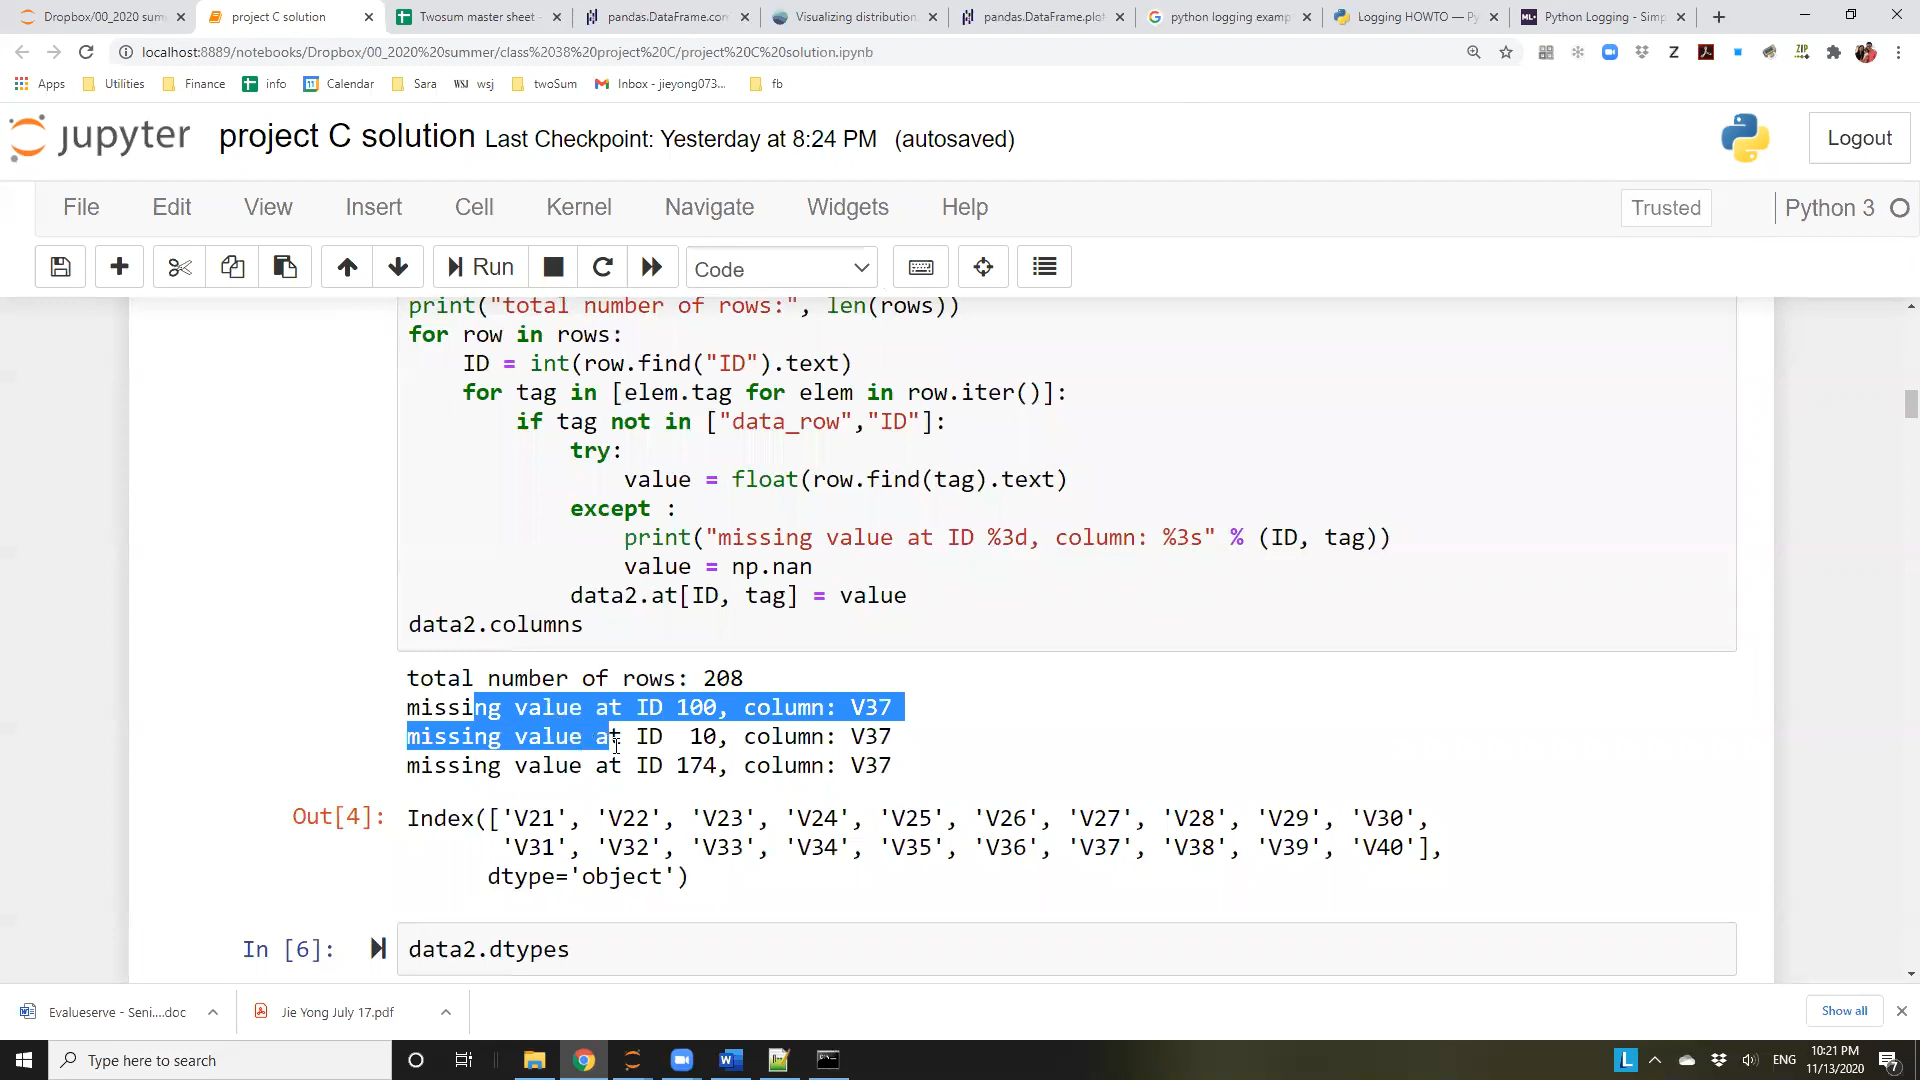 Dropbox/00_2020 sum
project C solution
Twosum master sheet -
pandas.DataFrame.con
Visualizing distribution
pandas.DataFrame.plot
python logging examp
Logging HOWTO — Py
Python Logging - Simp
localhost:8889/notebooks/Dropbox/00_2020%20summer/class%2038%20project%20C/project%20C%20solution.ipynb
Apps Utilities Finance info Calendar Sara WSJ wsj twoSum Inbox - jieyong073... fb
jupyter project C solution Last Checkpoint: Yesterday at 8:24 PM (autosaved) Logout
File Edit View Insert Cell Kernel Navigate Widgets Help Trusted Python 3
Run Code
print("total number of rows:", len(rows))
for row in rows:
    ID = int(row.find("ID").text)
    for tag in [elem.tag for elem in row.iter()]:
        if tag not in ["data_row","ID"]:
            try:
                value = float(row.find(tag).text)
            except :
                print("missing value at ID %3d, column: %3s" % (ID, tag))
                value = np.nan
            data2.at[ID, tag] = value
data2.columns
total number of rows: 208
missing value at ID 100, column: V37
missing value at ID  10, column: V37
missing value at ID 174, column: V37
Out[4]: Index(['V21', 'V22', 'V23', 'V24', 'V25', 'V26', 'V27', 'V28', 'V29', 'V30',
'V31', 'V32', 'V33', 'V34', 'V35', 'V36', 'V37', 'V38', 'V39', 'V40'],
dtype='object')
In [6]: data2.dtypes
Evalueserve - Seni....doc
Jie Yong July 17.pdf
Show all
Type here to search
L
ENG
10:21 PM
11/13/2020
7